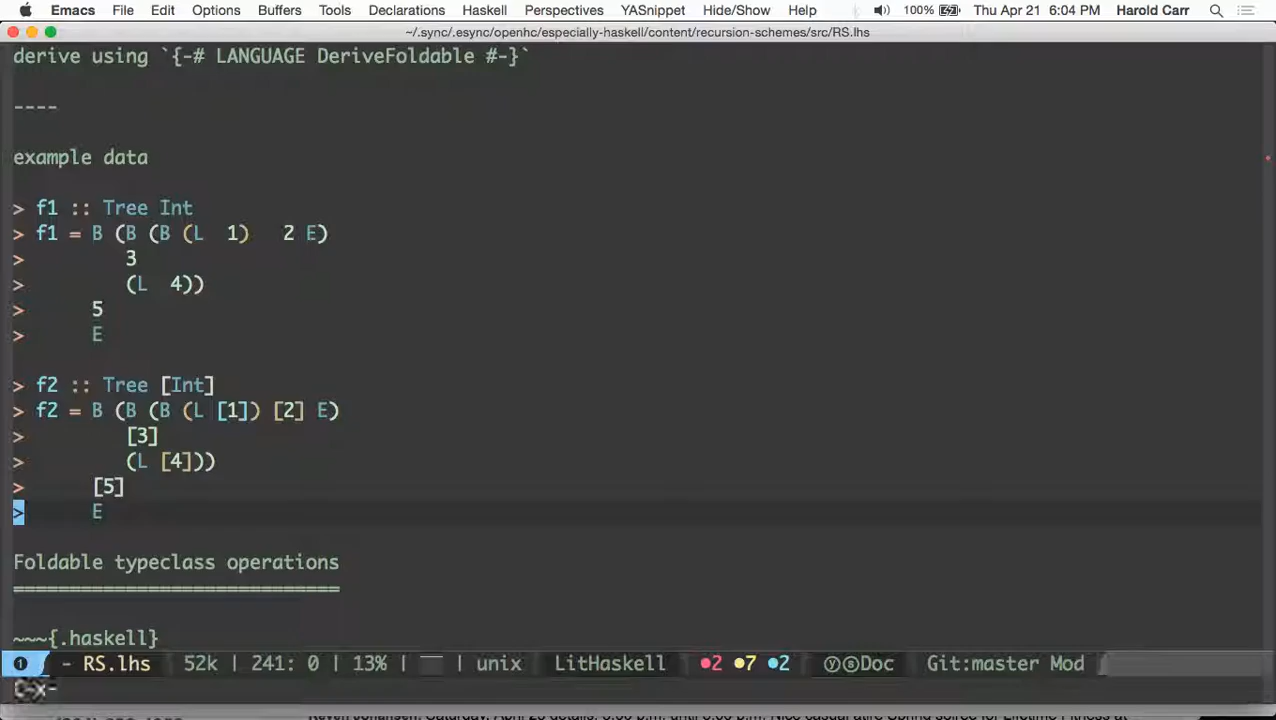 Emacs File Edit Options Buffers Tools Declarations Haskell Perspectives YASnippet Hide/Show Help 100% Thu Apr 21 6:04 PM Harold Carr
~/.sync/.esync/openhc/especially-haskell/content/recursion-schemes/src/RS.lhs
derive using `{-# LANGUAGE DeriveFoldable #-}`
----
example data
> f1 :: Tree Int
> f1 = B (B (B (L  1)   2 E)
>          3
>          (L  4))
>       5
>       E
> f2 :: Tree [Int]
> f2 = B (B (B (L [1]) [2] E)
>          [3]
>          (L [4]))
>       [5]
>       E
Foldable typeclass operations
=============================
~~~{.haskell}
❶ - RS.lhs 52k | 241: 0 | 13% | | unix | LitHaskell ●2 ●7 ●2 ⓨⓢDoc Git:master Mod
C-x-